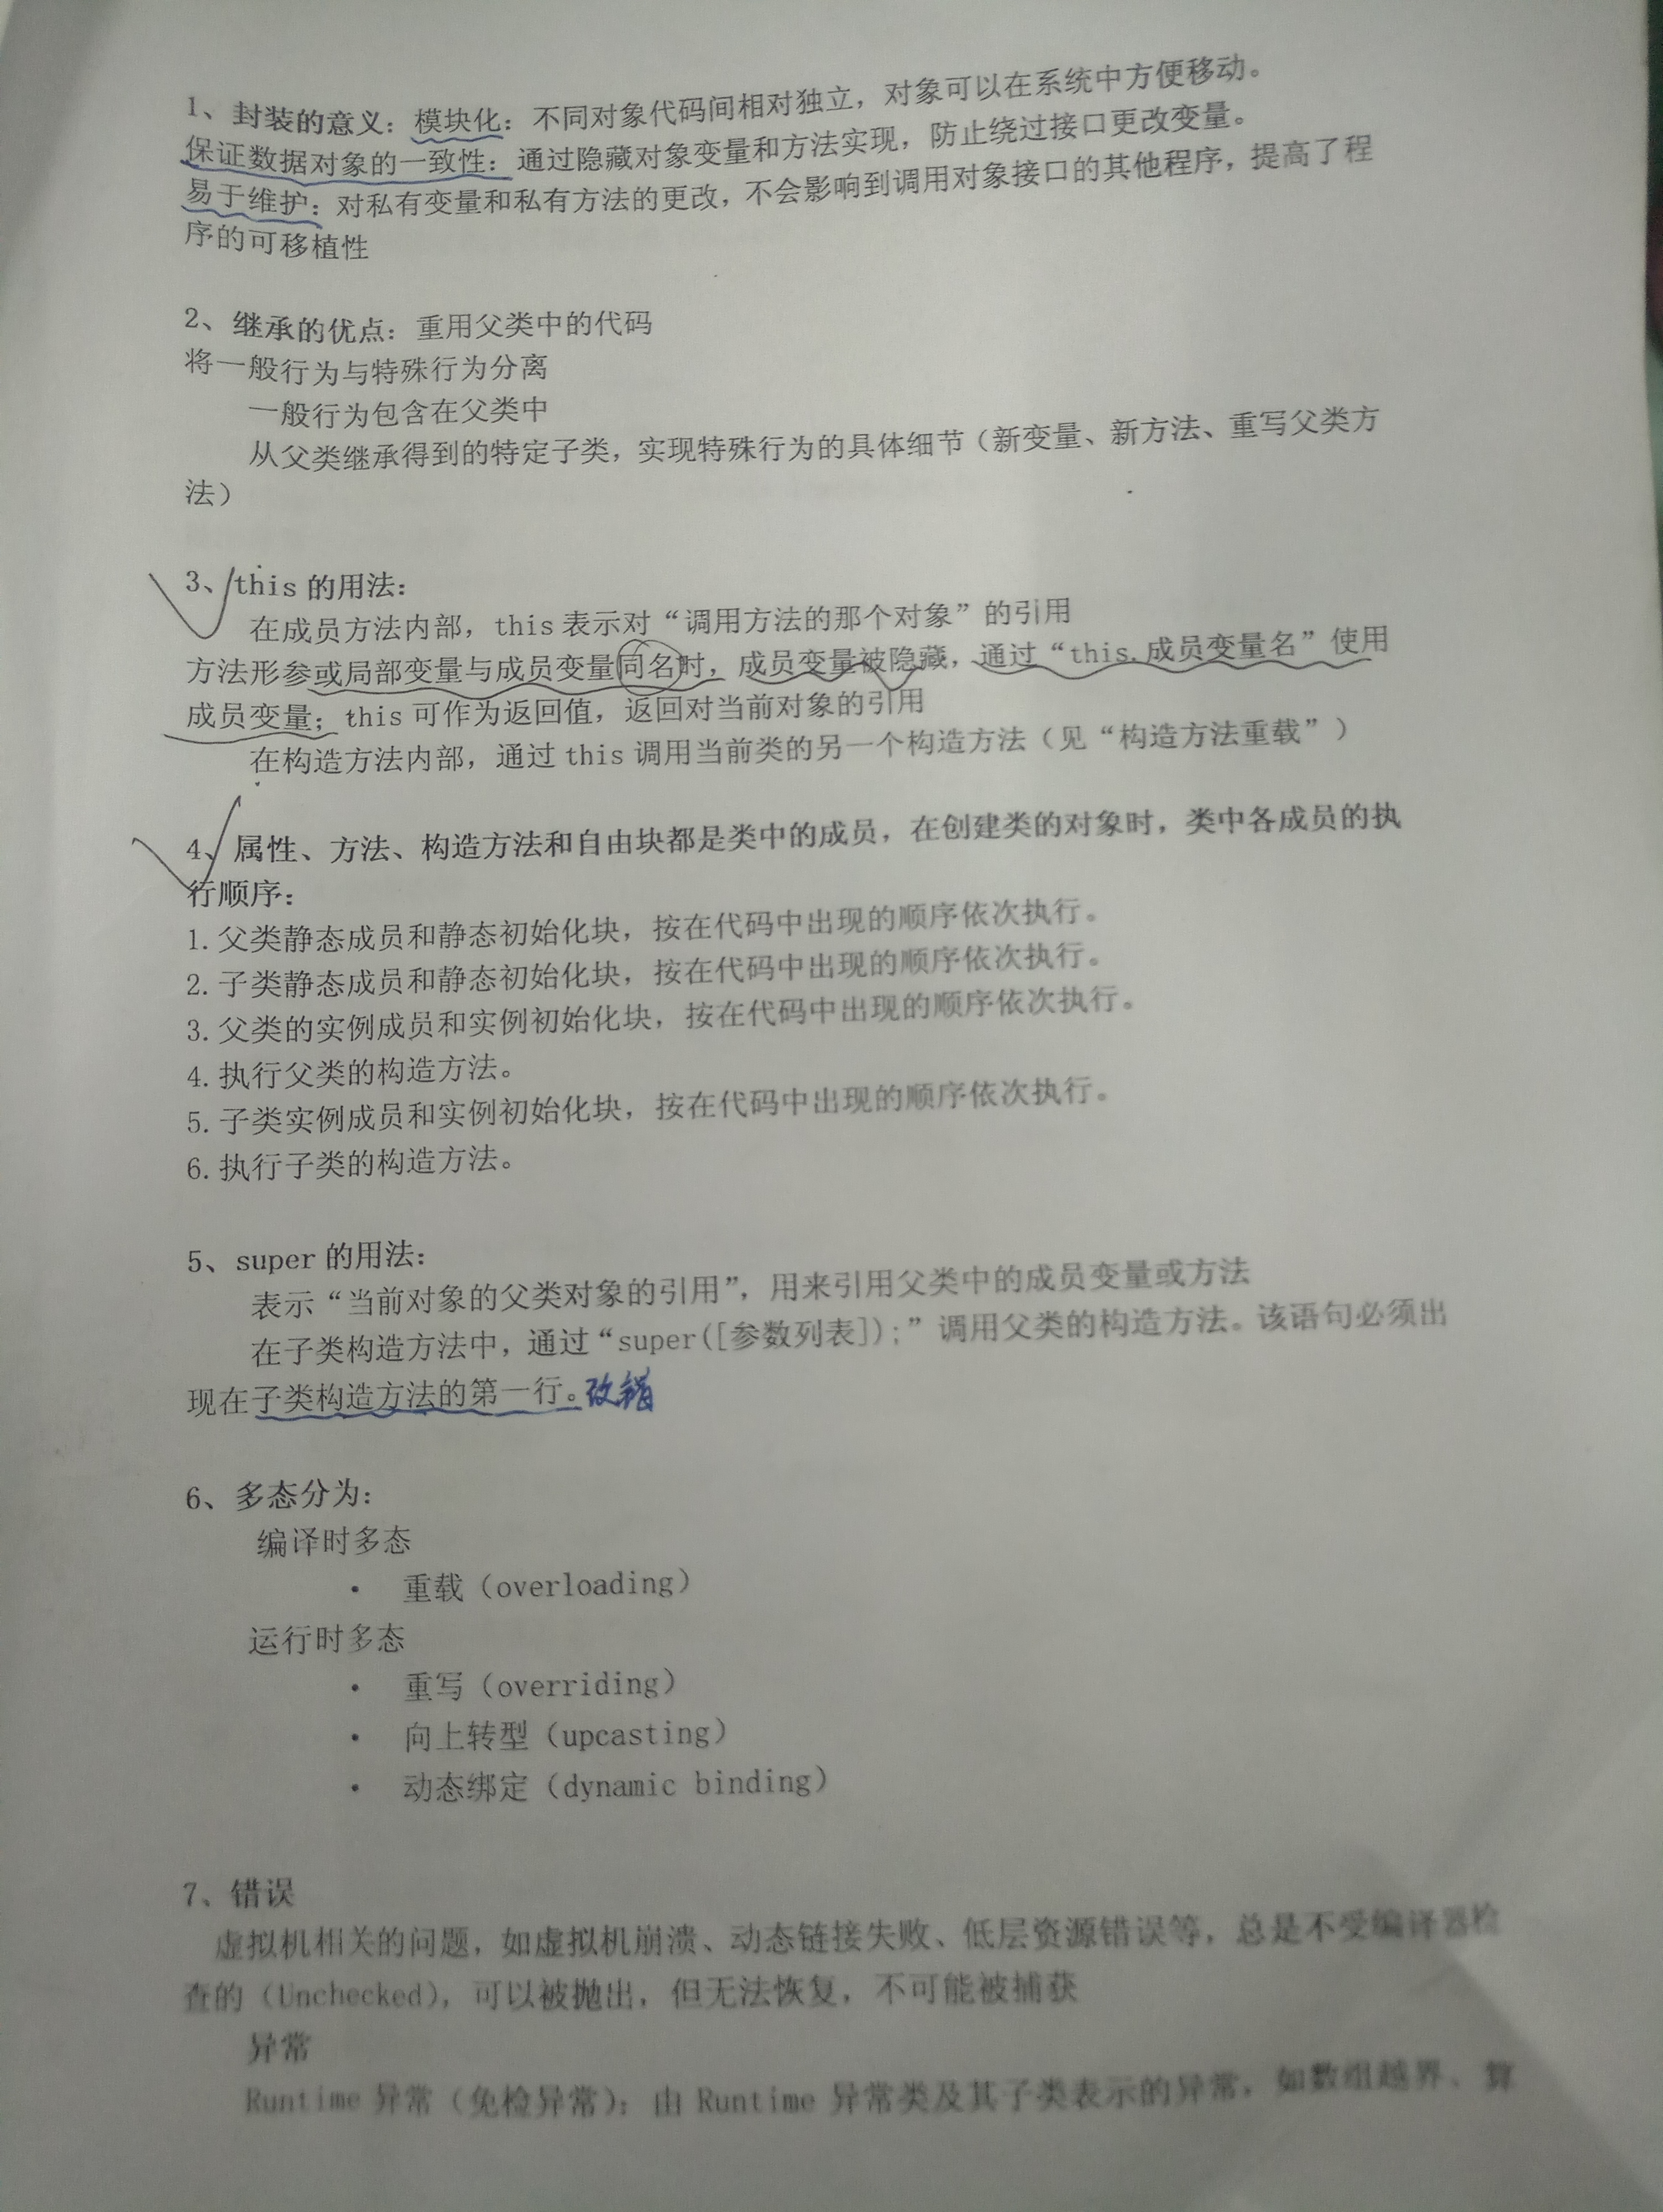 1、封装的意义：模块化：不同对象代码间相对独立，对象可以在系统中方便移动。
保证数据对象的一致性：通过隐藏对象变量和方法实现，防止绕过接口更改变量。
易于维护：对私有变量和私有方法的更改，不会影响到调用对象接口的其他程序，提高了程
序的可移植性
2、继承的优点：重用父类中的代码
将一般行为与特殊行为分离
一般行为包含在父类中
从父类继承得到的特定子类，实现特殊行为的具体细节（新变量、新方法、重写父类方
法）
3、this 的用法：
在成员方法内部，this 表示对“调用方法的那个对象”的引用
方法形参或局部变量与成员变量同名时，成员变量被隐藏，通过“this.成员变量名”使用
成员变量；this 可作为返回值，返回对当前对象的引用
在构造方法内部，通过 this 调用当前类的另一个构造方法（见“构造方法重载”）
4、属性、方法、构造方法和自由块都是类中的成员，在创建类的对象时，类中各成员的执
行顺序：
1.父类静态成员和静态初始化块，按在代码中出现的顺序依次执行。
2.子类静态成员和静态初始化块，按在代码中出现的顺序依次执行。
3.父类的实例成员和实例初始化块，按在代码中出现的顺序依次执行。
4.执行父类的构造方法。
5.子类实例成员和实例初始化块，按在代码中出现的顺序依次执行。
6.执行子类的构造方法。
5、super 的用法：
表示“当前对象的父类对象的引用”，用来引用父类中的成员变量或方法
在子类构造方法中，通过“super([参数列表]);”调用父类的构造方法。该语句必须出
现在子类构造方法的第一行。改错
6、多态分为：
编译时多态
• 重载（overloading）
运行时多态
• 重写（overriding）
• 向上转型（upcasting）
• 动态绑定（dynamic binding）
7、错误
虚拟机相关的问题，如虚拟机崩溃、动态链接失败、低层资源错误等，总是不受编译器检
查的（Unchecked），可以被抛出，但无法恢复，不可能被捕获
异常
Runtime 异常（免检异常）：由 Runtime 异常类及其子类表示的异常，如数组越界、算